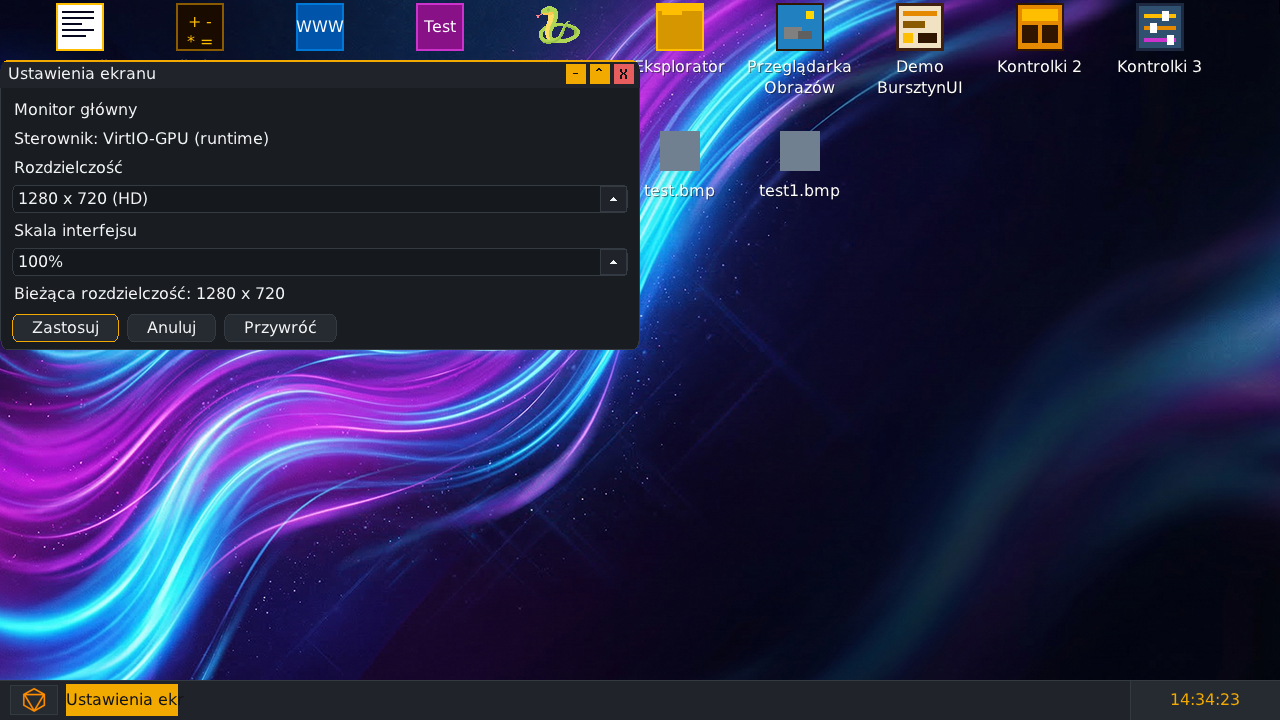 + -
* =
WWW
Test
Eksplorator
Przeglądarka
Obrazów
Demo
BursztynUI
Kontrolki 2
Kontrolki 3
test.bmp
test1.bmp
Ustawienia ekranu
- ^ X
Monitor główny
Sterownik: VirtIO-GPU (runtime)
Rozdzielczość
1280 x 720 (HD)
Skala interfejsu
100%
Bieżąca rozdzielczość: 1280 x 720
Zastosuj Anuluj Przywróć
Ustawienia ekr
14:34:23